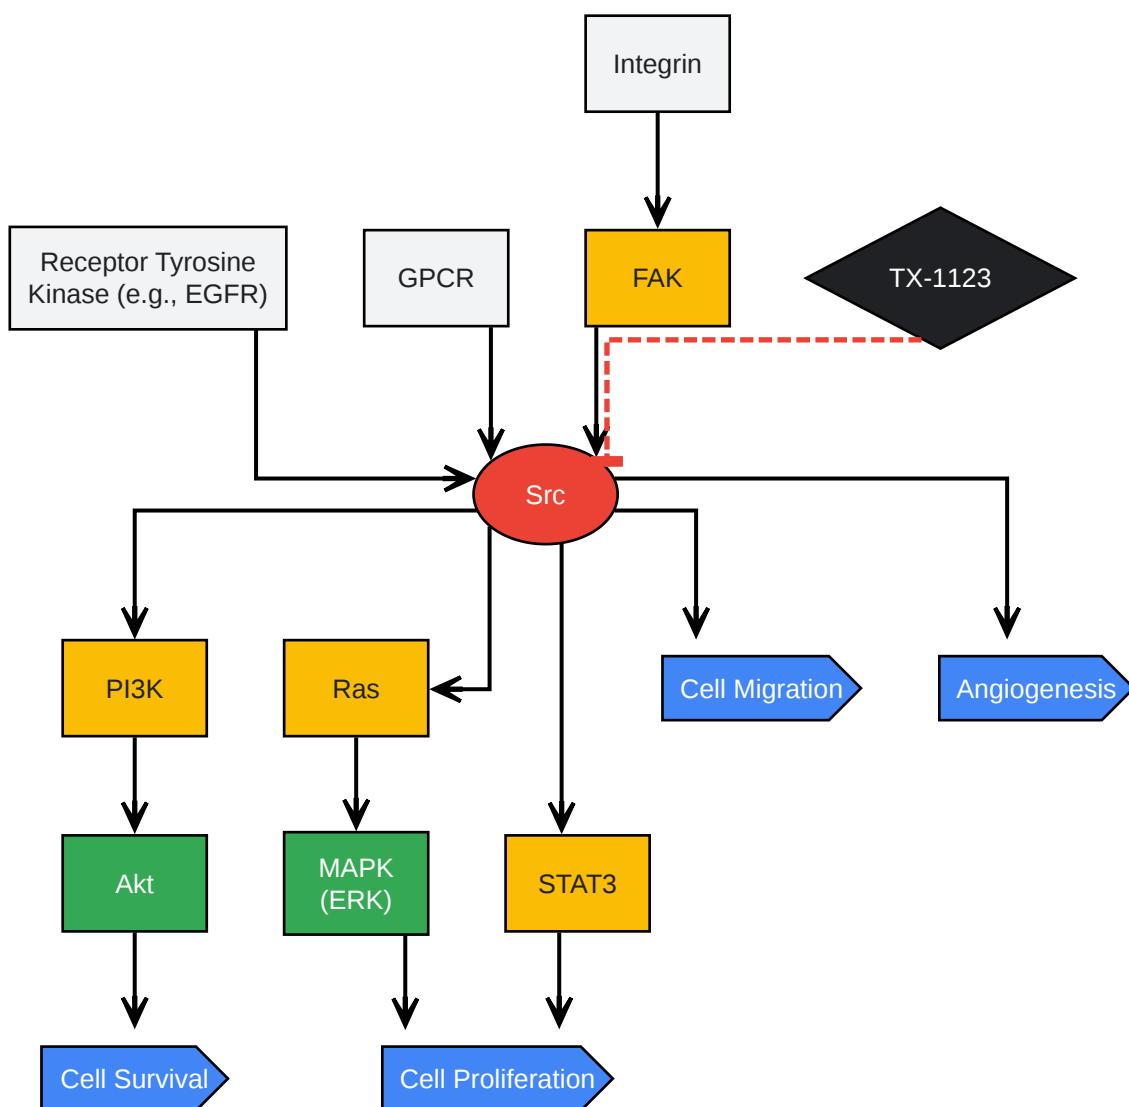 Integrin
Receptor Tyrosine
Kinase (e.g., EGFR)
GPCR
FAK
TX-1123
Src
PI3K
Ras
Cell Migration
Angiogenesis
Akt
MAPK
(ERK)
STAT3
Cell Survival
Cell Proliferation